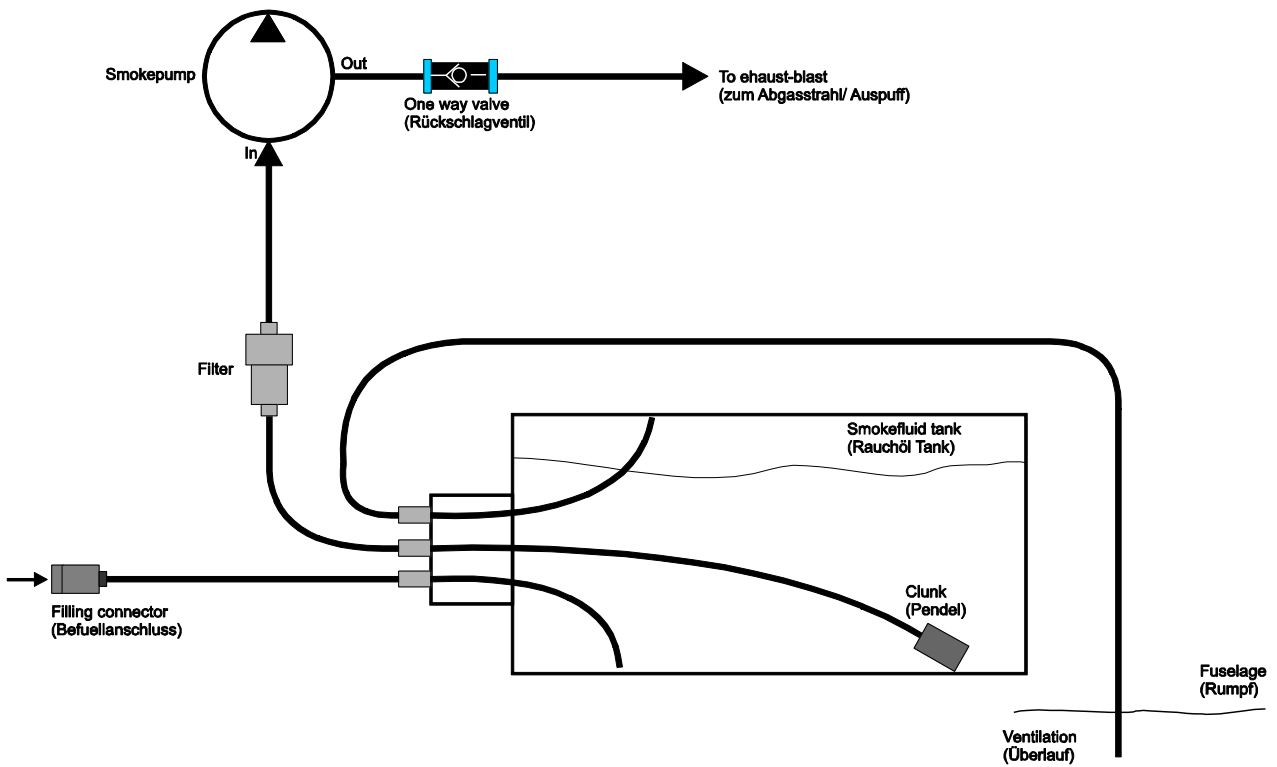 Smokepump
Out
To ehaust-blast
(zum Abgasstrahl/ Auspuff)
One way valve
(Rückschlagventil)
In
Filter
Smokefluid tank
(Rauchöl Tank)
Clunk
(Pendel)
Filling connector
(Befuellanschluss)
Fuselage
(Rumpf)
Ventilation
(Überlauf)